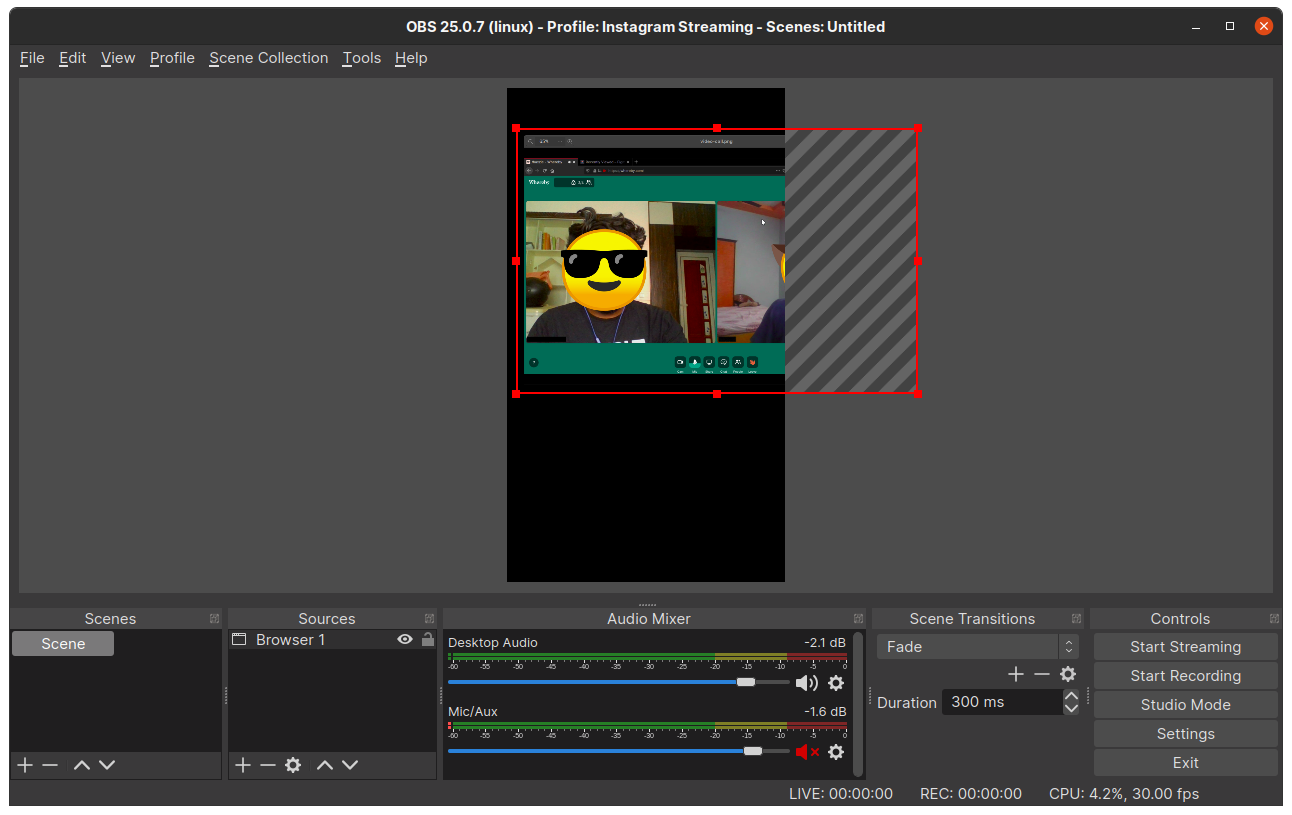 OBS 25.0.7 (linux) - Profile: Instagram Streaming - Scenes: Untitled
File Edit View Profile Scene Collection Tools Help
Whereby
Scenes
Scene
Sources
Browser 1
Audio Mixer
Desktop Audio -2.1 dB
-60 -55 -50 -45 -40 -35 -30 -25 -20 -15 -10 -5 0
Mic/Aux -1.6 dB
-60 -55 -50 -45 -40 -35 -30 -25 -20 -15 -10 -5 0
Scene Transitions
Fade
Duration 300 ms
Controls
Start Streaming
Start Recording
Studio Mode
Settings
Exit
LIVE: 00:00:00 REC: 00:00:00 CPU: 4.2%, 30.00 fps